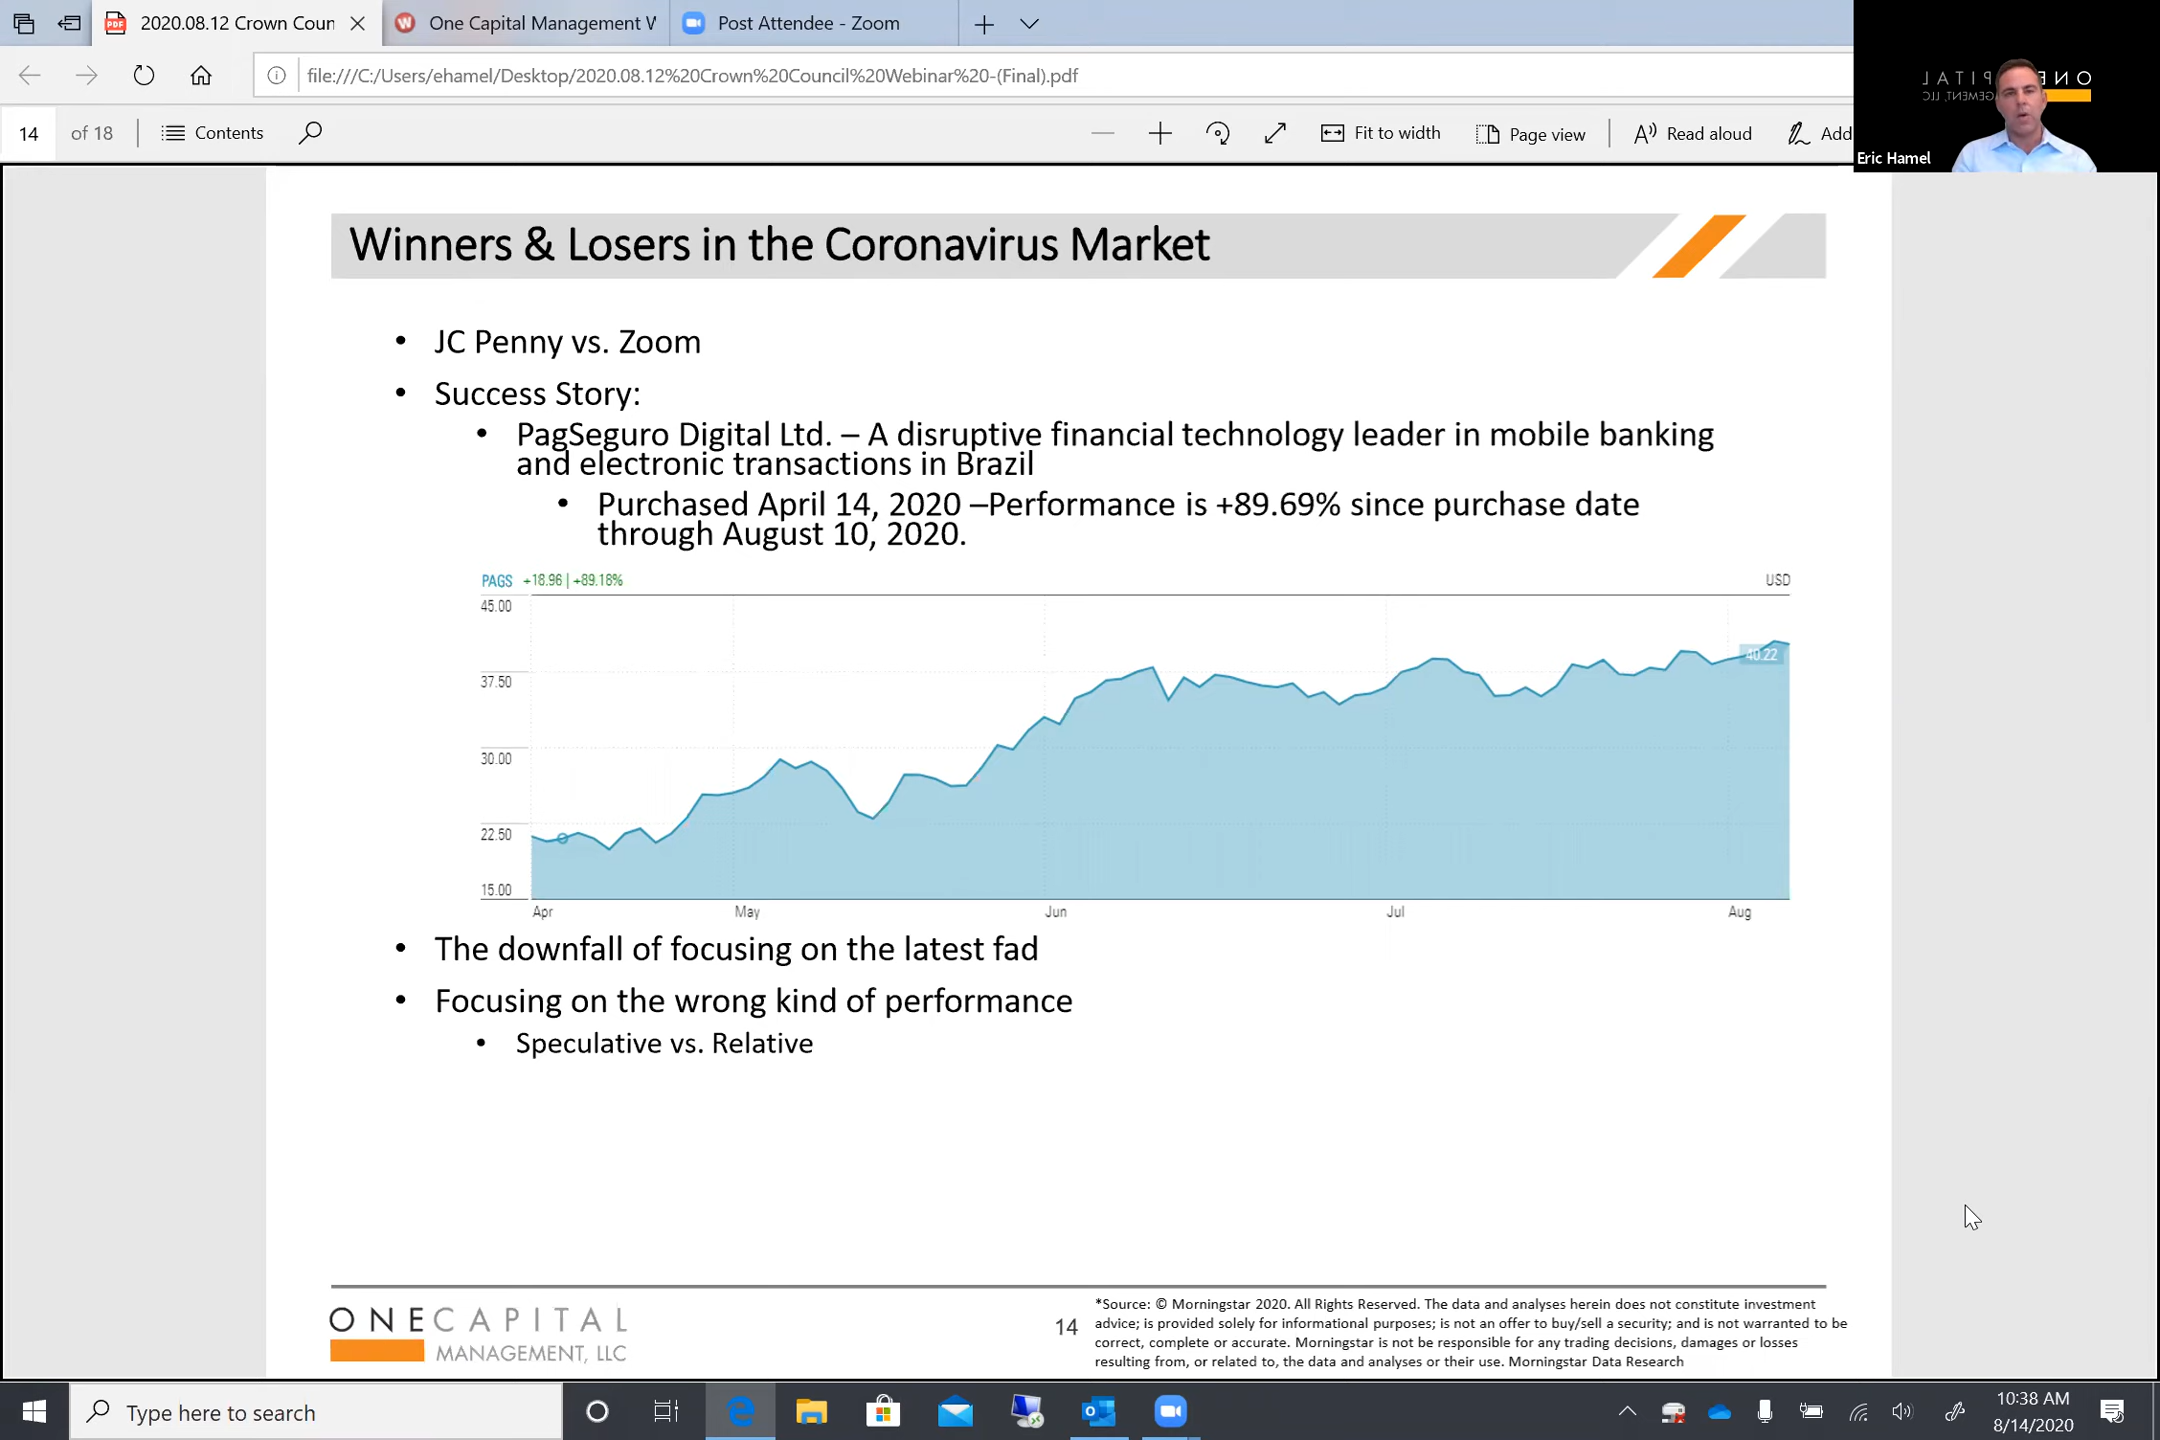 2020.08.12 Crown Coun
One Capital Management W
Post Attendee - Zoom
file:///C:/Users/ehamel/Desktop/2020.08.12%20Crown%20Council%20Webinar%20-(Final).pdf
14 of 18
Contents
Fit to width
Page view
Read aloud
Add
ONE CAPITAL
MANAGEMENT, LLC
Eric Hamel
Winners & Losers in the Coronavirus Market
• JC Penny vs. Zoom
• Success Story:
• PagSeguro Digital Ltd. – A disruptive financial technology leader in mobile banking
and electronic transactions in Brazil
• Purchased April 14, 2020 –Performance is +89.69% since purchase date
through August 10, 2020.
PAGS +18.96 | +89.18%
USD
45.00
40.22
37.50
30.00
22.50
15.00
Apr May Jun Jul Aug
• The downfall of focusing on the latest fad
• Focusing on the wrong kind of performance
• Speculative vs. Relative
ONECAPITAL
MANAGEMENT, LLC
14
*Source: © Morningstar 2020. All Rights Reserved. The data and analyses herein does not constitute investment
advice; is provided solely for informational purposes; is not an offer to buy/sell a security; and is not warranted to be
correct, complete or accurate. Morningstar is not be responsible for any trading decisions, damages or losses
resulting from, or related to, the data and analyses or their use. Morningstar Data Research
Type here to search
10:38 AM
8/14/2020